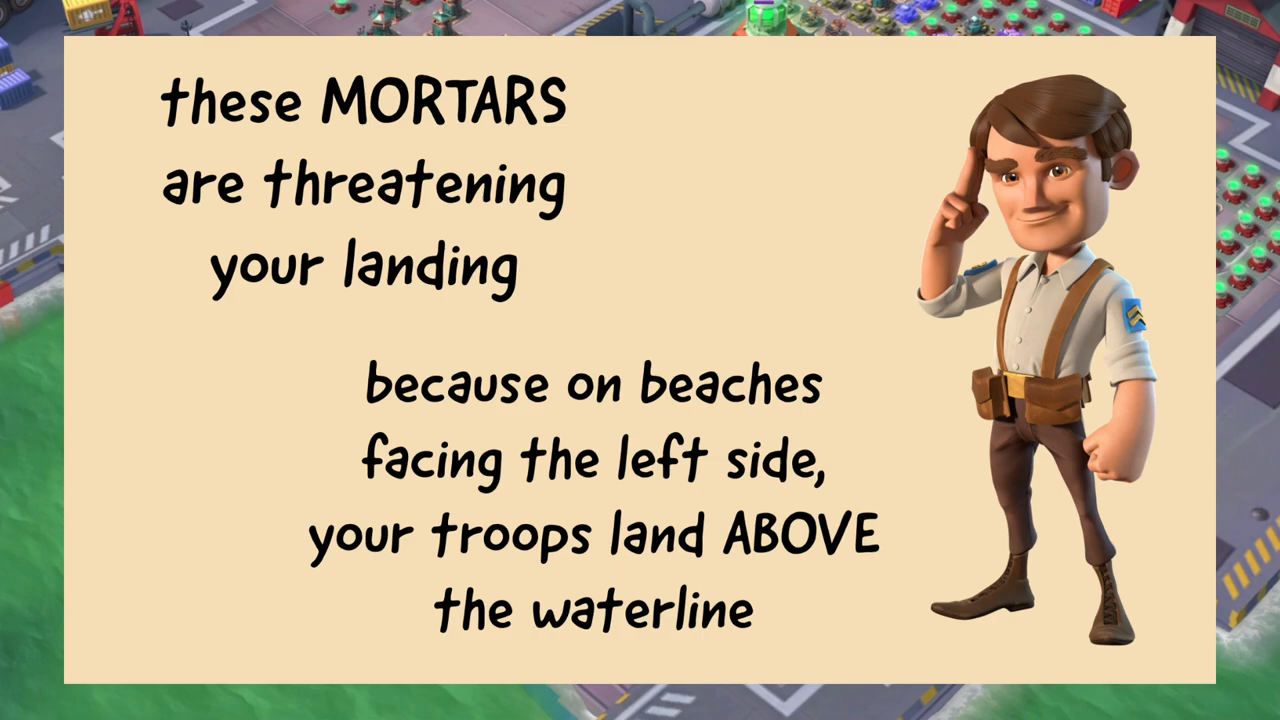 these MORTARS
are threatening
your landing
because on beaches
facing the left side,
your troops land ABOVE
the waterline